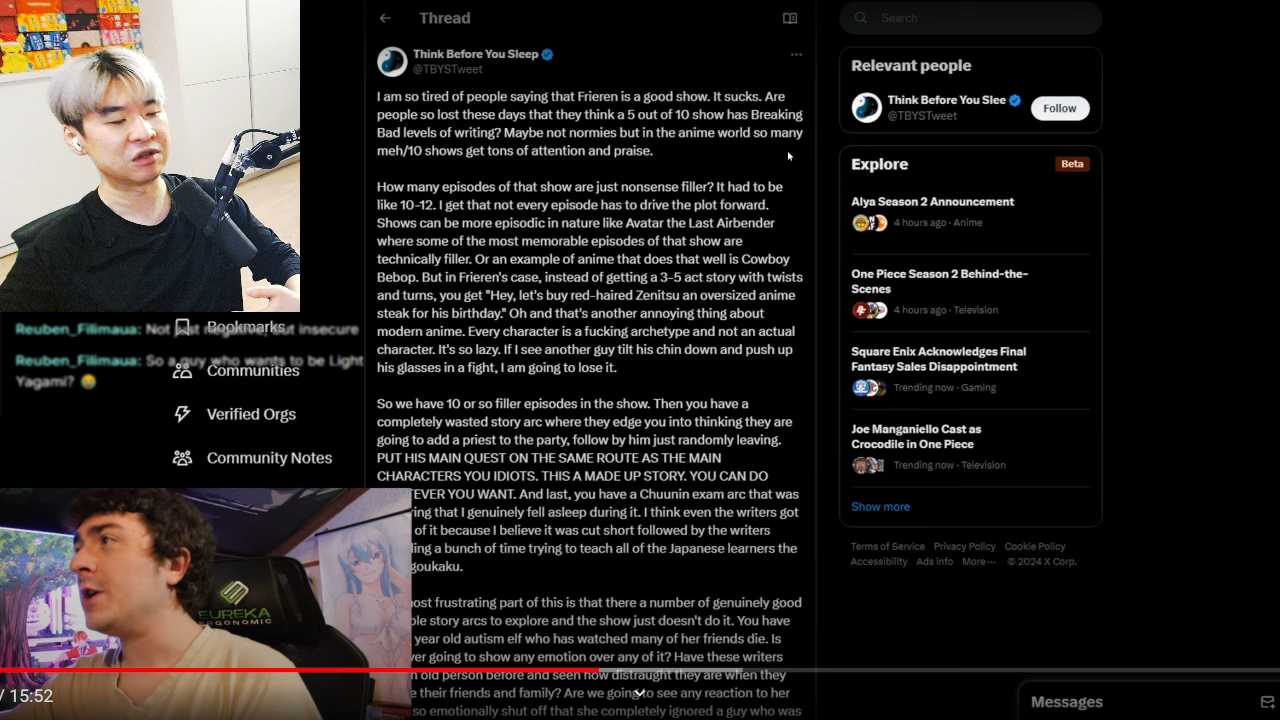 Thread
Search
Think Before You Sleep
@TBYSTweet
I am so tired of people saying that Frieren is a good show. It sucks. Are
people so lost these days that they think a 5 out of 10 show has Breaking
Bad levels of writing? Maybe not normies but in the anime world so many
meh/10 shows get tons of attention and praise.
How many episodes of that show are just nonsense filler? It had to be
like 10-12. I get that not every episode has to drive the plot forward.
Shows can be more episodic in nature like Avatar the Last Airbender
where some of the most memorable episodes of that show are
technically filler. Or an example of anime that does that well is Cowboy
Bebop. But in Frieren's case, instead of getting a 3-5 act story with twists
and turns, you get "Hey, let's buy red-haired Zenitsu an oversized anime
steak for his birthday." Oh and that's another annoying thing about
modern anime. Every character is a fucking archetype and not an actual
character. It's so lazy. If I see another guy tilt his chin down and push up
his glasses in a fight, I am going to lose it.
So we have 10 or so filler episodes in the show. Then you have a
completely wasted story arc where they edge you into thinking they are
going to add a priest to the party, follow by him just randomly leaving.
PUT HIS MAIN QUEST ON THE SAME ROUTE AS THE MAIN
CHARACTERS YOU IDIOTS. THIS A MADE UP STORY. YOU CAN DO
EVER YOU WANT. And last, you have a Chuunin exam arc that was
ring that I genuinely fell asleep during it. I think even the writers got
of it because I believe it was cut short followed by the writers
ding a bunch of time trying to teach all of the Japanese learners the
goukaku.
ost frustrating part of this is that there a number of genuinely good
ple story arcs to explore and the show just doesn't do it. You have
year old autism elf who has watched many of her friends die. Is
ver going to show any emotion over any of it? Have these writers
n old person before and seen how distraught they are when they
e their friends and family? Are we going to see any reaction to her
so emotionally shut off that she completely ignored a guy who was
Relevant people
Think Before You Slee
@TBYSTweet
Follow
Explore
Beta
Alya Season 2 Announcement
4 hours ago · Anime
One Piece Season 2 Behind-the-
Scenes
4 hours ago · Television
Square Enix Acknowledges Final
Fantasy Sales Disappointment
Trending now · Gaming
Joe Manganiello Cast as
Crocodile in One Piece
Trending now · Television
Show more
Terms of Service Privacy Policy Cookie Policy
Accessibility Ads info More ··· © 2024 X Corp.
Messages
Reuben_Filimaua: Not just negative, but insecure
Reuben_Filimaua: So a guy who wants to be Light
Yagami? 😭
Bookmarks
Communities
Verified Orgs
Community Notes
EUREKA
ERGONOMIC
/ 15:52